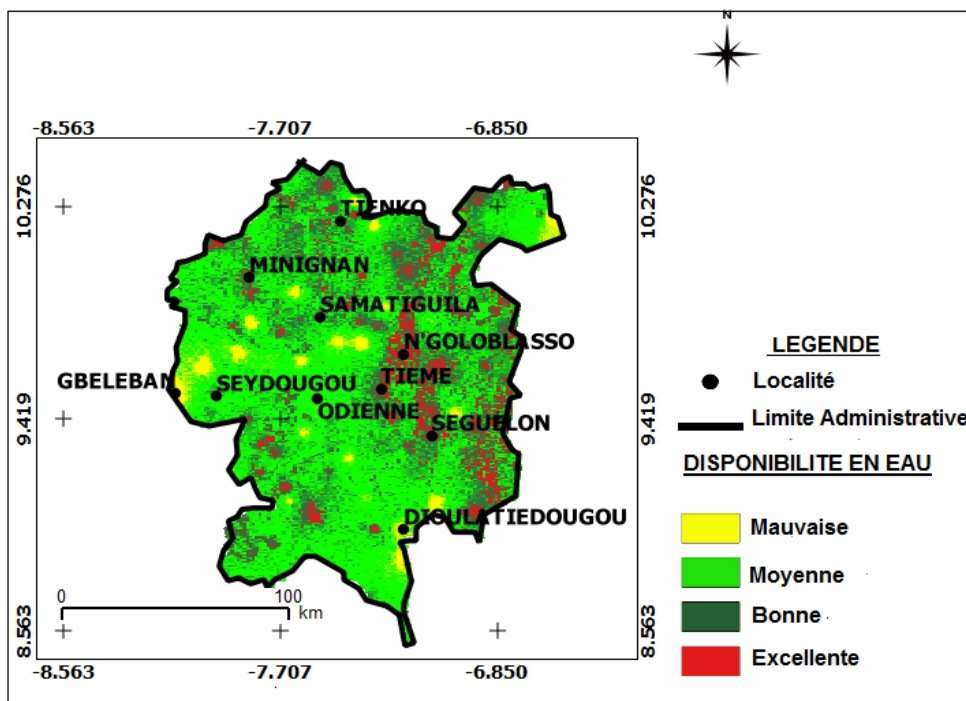 N
-8.563 -7.707 -6.850
10.276 10.276
TIENKO
MINIGNAN
SAMATIGUILA
N'GOLOBLASSO
GBELEBAN SEYDOUGOU TIEME
ODIENNE
SEGUELON
9.419 9.419
DIOULATIEDOUGOU
0 100
km
8.563 8.563
-8.563 -7.707 -6.850
LEGENDE
Localité
Limite Administrative
DISPONIBILITE EN EAU
Mauvaise
Moyenne
Bonne
Excellente